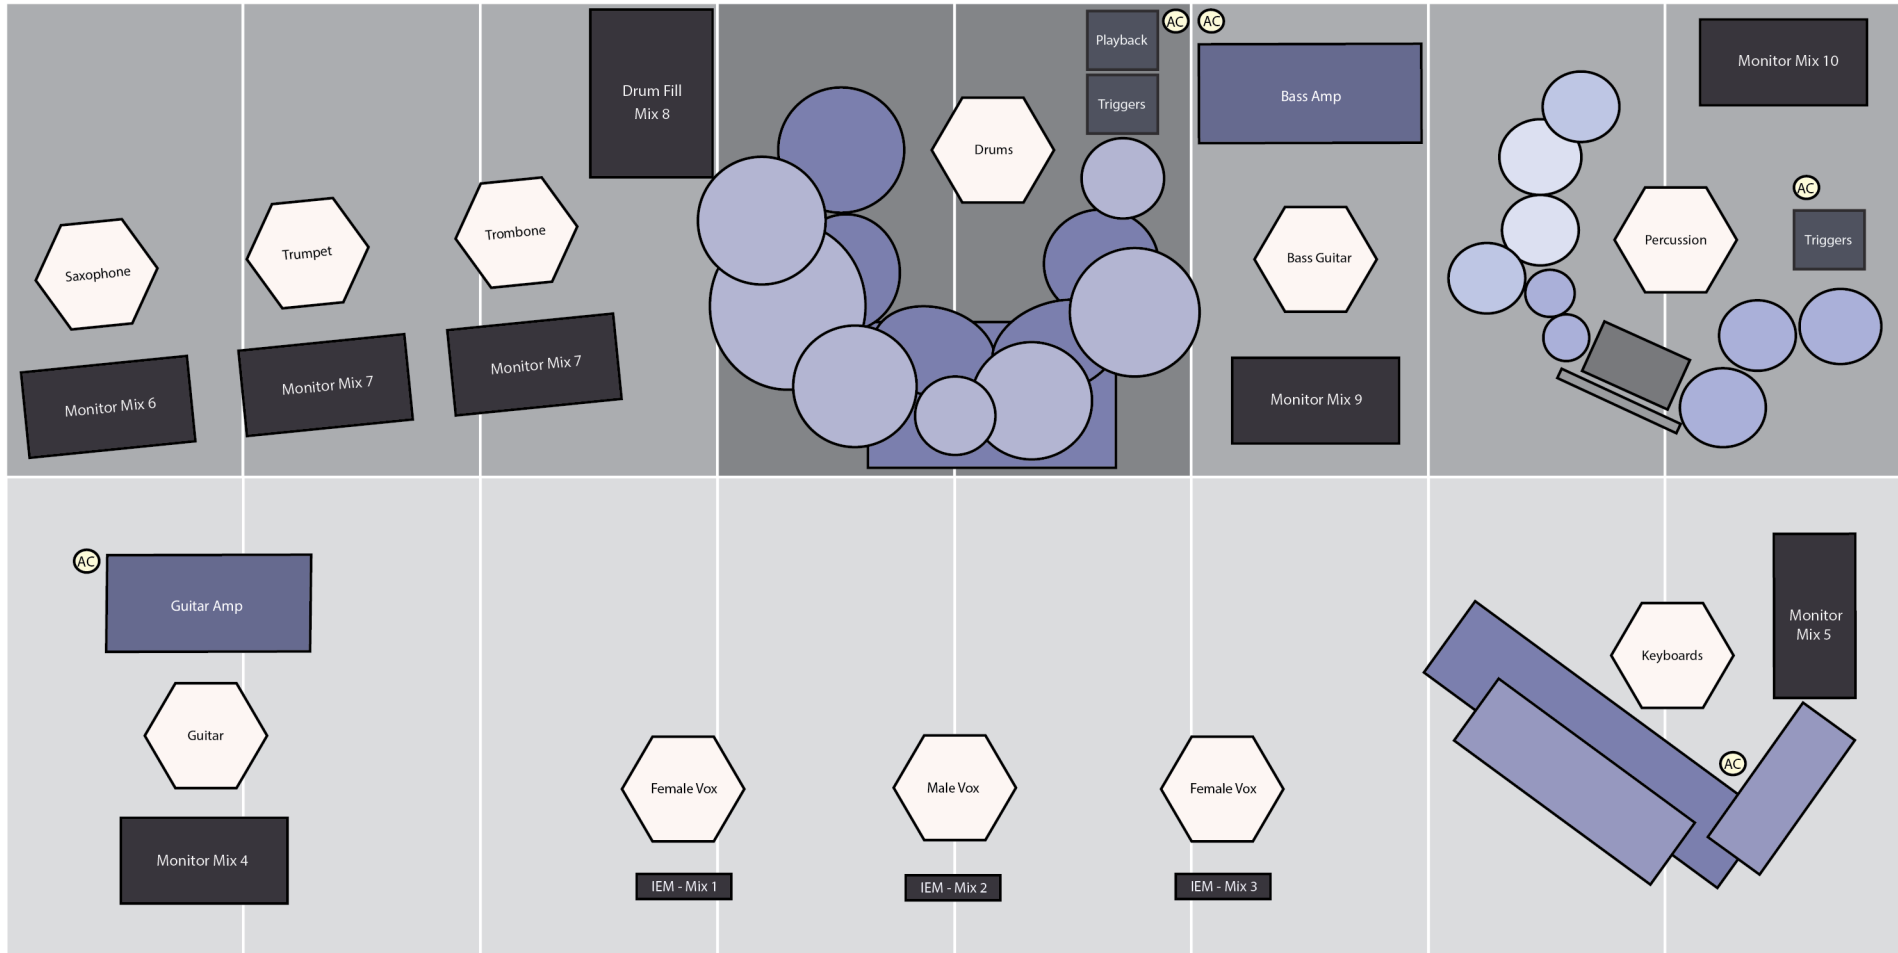 Drum Fill
Mix 8
Playback
AC
AC
Triggers
Bass Amp
Monitor Mix 10
Drums
Saxophone
Trumpet
Trombone
Bass Guitar
Percussion
AC
Triggers
Monitor Mix 6
Monitor Mix 7
Monitor Mix 7
Monitor Mix 9
AC
Guitar Amp
Guitar
Monitor Mix 4
Female Vox
Male Vox
Female Vox
IEM - Mix 1
IEM - Mix 2
IEM - Mix 3
Keyboards
Monitor
Mix 5
AC